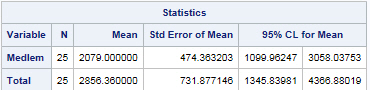 Statistics
Variable N Mean Std Error of Mean 95% CL for Mean
Medlem 25 2079.000000 474.363203 1099.96247 3058.03753
Total 25 2856.360000 731.877146 1345.83981 4366.88019